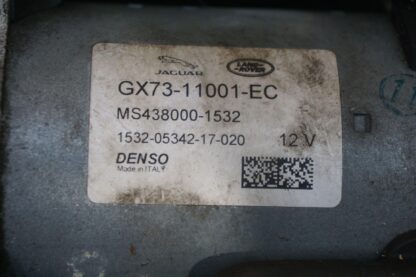 JAGUAR
LAND-ROVER
GX73-11001-EC
MS438000-1532
1532-05342-17-020 12 V
DENSO
Made in ITALY